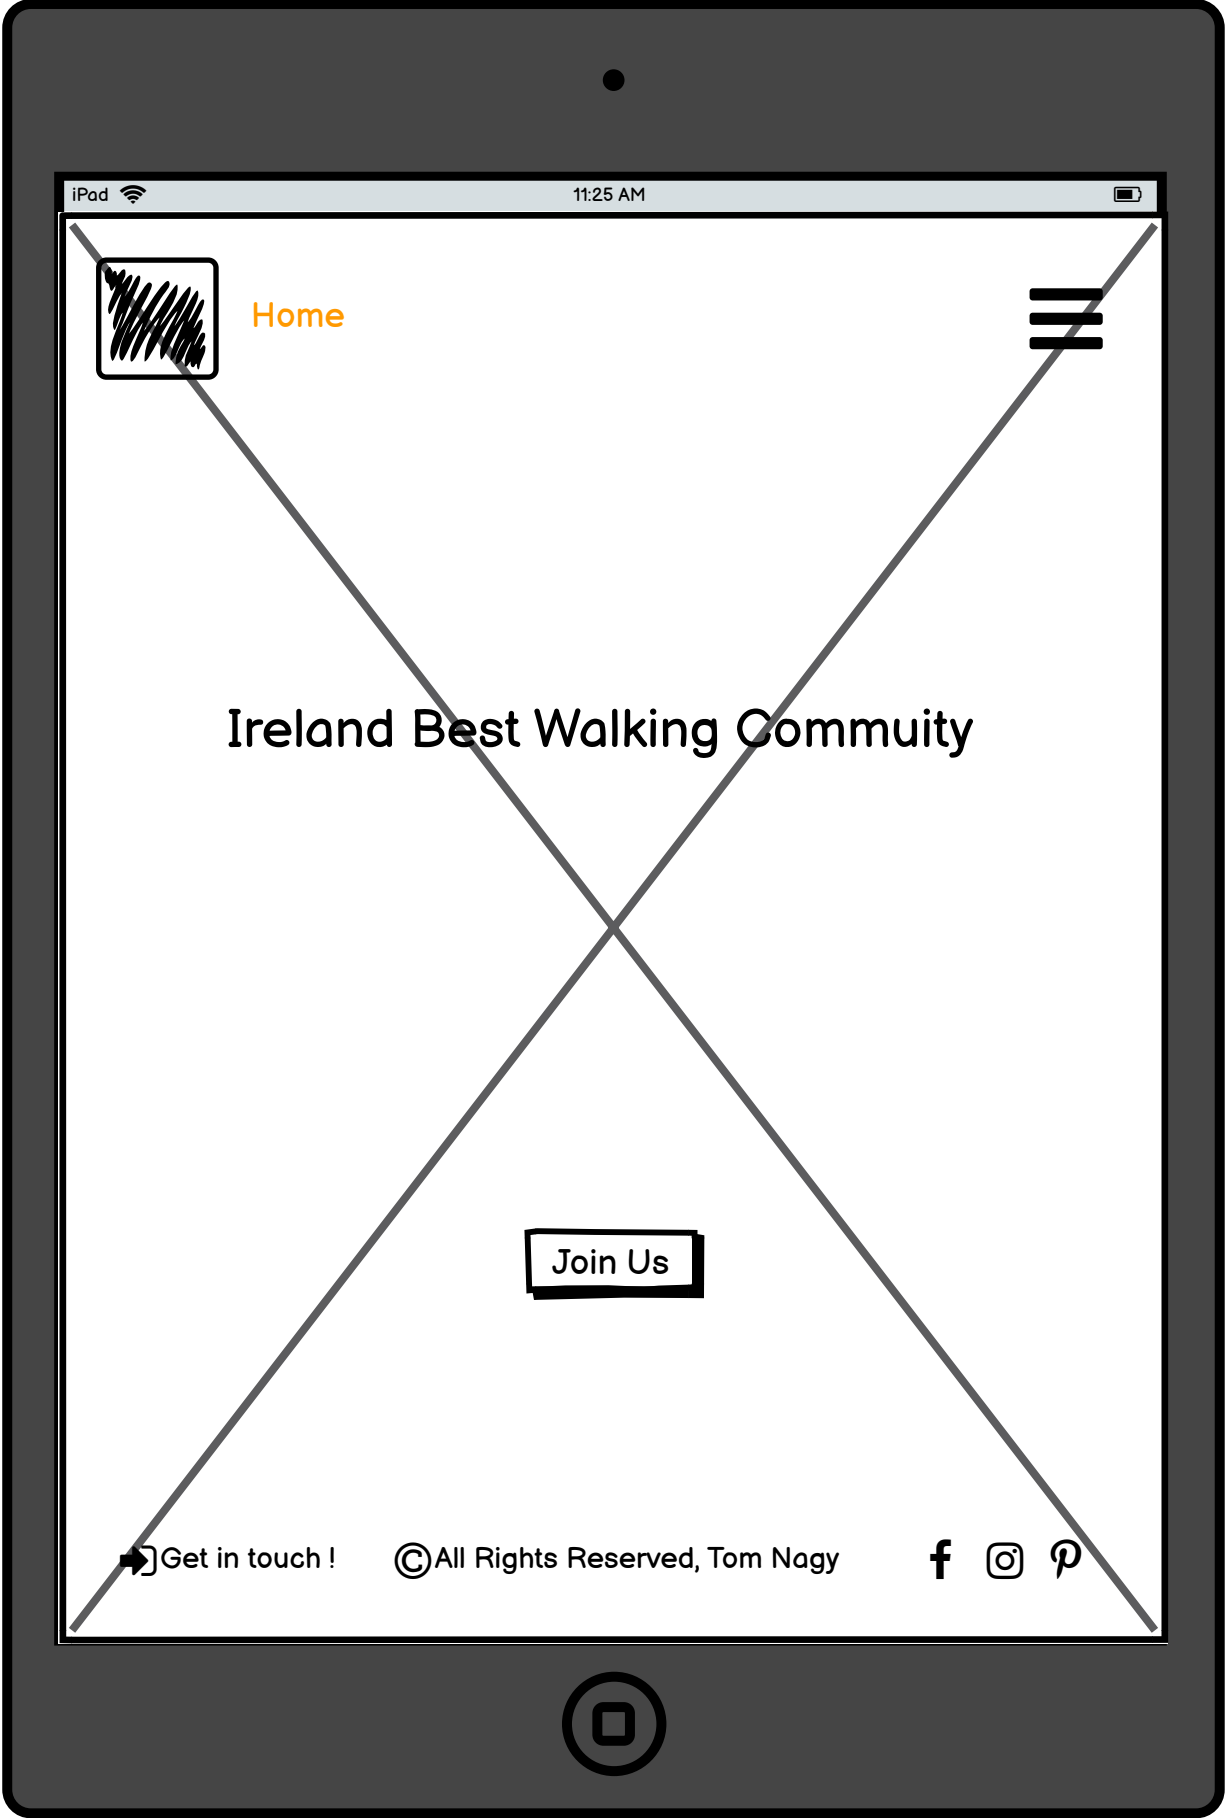 iPad 11:25 AM
Home
Ireland Best Walking Commuity
Join Us
Get in touch ! ©All Rights Reserved, Tom Nagy